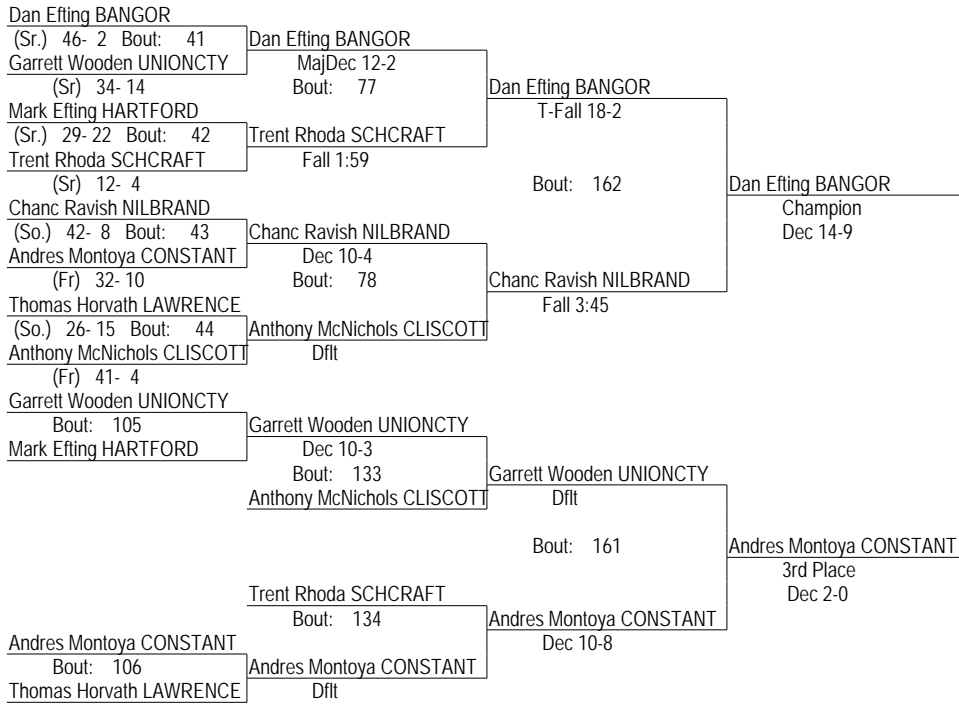 Dan Efting BANGOR
(Sr.) 46- 2 Bout: 41
Dan Efting BANGOR
Garrett Wooden UNIONCTY
MajDec 12-2
(Sr) 34- 14
Bout: 77
Dan Efting BANGOR
Mark Efting HARTFORD
T-Fall 18-2
(Sr.) 29- 22 Bout: 42
Trent Rhoda SCHCRAFT
Trent Rhoda SCHCRAFT
Fall 1:59
(Sr) 12- 4
Bout: 162
Dan Efting BANGOR
Chanc Ravish NILBRAND
Champion
(So.) 42- 8 Bout: 43
Chanc Ravish NILBRAND
Dec 14-9
Andres Montoya CONSTANT
Dec 10-4
(Fr) 32- 10
Bout: 78
Chanc Ravish NILBRAND
Thomas Horvath LAWRENCE
Fall 3:45
(So.) 26- 15 Bout: 44
Anthony McNichols CLISCOTT
Anthony McNichols CLISCOTT
Dflt
(Fr) 41- 4
Garrett Wooden UNIONCTY
Bout: 105
Garrett Wooden UNIONCTY
Mark Efting HARTFORD
Dec 10-3
Bout: 133
Garrett Wooden UNIONCTY
Anthony McNichols CLISCOTT
Dflt
Bout: 161
Andres Montoya CONSTANT
3rd Place
Trent Rhoda SCHCRAFT
Dec 2-0
Bout: 134
Andres Montoya CONSTANT
Andres Montoya CONSTANT
Dec 10-8
Bout: 106
Andres Montoya CONSTANT
Thomas Horvath LAWRENCE
Dflt